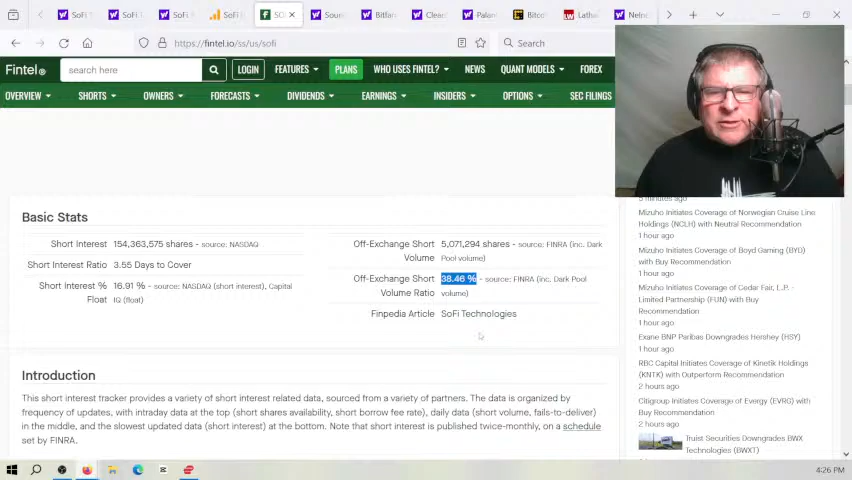 SoFi
SoFi
SoFi
SoFi
Soun
Bitfar
Clean
Palan
Bitcoi
Latha
Nelne
https://fintel.io/ss/us/sofi
Search
Fintel
search here
LOGIN
FEATURES
PLANS
WHO USES FINTEL?
NEWS
QUANT MODELS
FOREX
OVERVIEW
SHORTS
OWNERS
FORECASTS
DIVIDENDS
EARNINGS
INSIDERS
OPTIONS
SEC FILINGS
Basic Stats
Short Interest 154,363,575 shares - source: NASDAQ
Short Interest Ratio 3.55 Days to Cover
Short Interest % Float 16.91 % - source: NASDAQ (short interest), Capital
IQ (float)
Off-Exchange Short Volume 5,071,294 shares - source: FINRA (inc. Dark
Pool volume)
Off-Exchange Short Volume Ratio 38.46 % - source: FINRA (inc. Dark Pool
volume)
Finpedia Article SoFi Technologies
Introduction
This short interest tracker provides a variety of short interest related data, sourced from a variety of partners. The data is organized by
frequency of updates, with intraday data at the top (short shares availability, short borrow fee rate), daily data (short volume, fails-to-deliver)
in the middle, and the slowest updated data (short interest) at the bottom. Note that short interest is published twice-monthly, on a schedule
set by FINRA.
5 minutes ago
Mizuho Initiates Coverage of Norwegian Cruise Line
Holdings (NCLH) with Neutral Recommendation
1 hour ago
Mizuho Initiates Coverage of Boyd Gaming (BYD)
with Buy Recommendation
1 hour ago
Mizuho Initiates Coverage of Cedar Fair, L.P. -
Limited Partnership (FUN) with Buy
Recommendation
1 hour ago
Exane BNP Paribas Downgrades Hershey (HSY)
1 hour ago
RBC Capital Initiates Coverage of Kinetik Holdings
(KNTK) with Outperform Recommendation
2 hours ago
Citigroup Initiates Coverage of Evergy (EVRG) with
Buy Recommendation
2 hours ago
Truist Securities Downgrades BWX
Technologies (BWXT)
4:26 PM